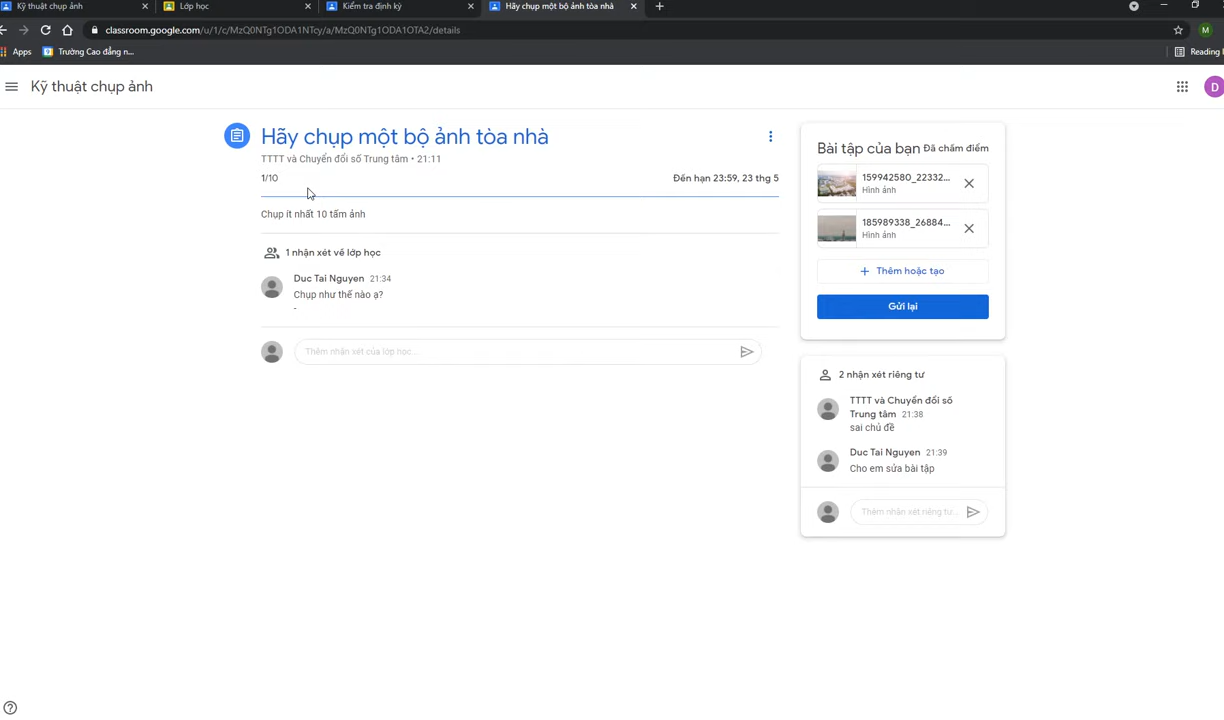 Kỹ thuật chụp ảnh
Lớp học
Kiểm tra định kỳ
Hãy chụp một bộ ảnh tòa nhà
classroom.google.com/u/1/c/MzQ0NTg1ODA1NTcy/a/MzQ0NTg1ODA1OTA2/details
M
Apps
Trường Cao đẳng n...
Reading l
Kỹ thuật chụp ảnh
D
Hãy chụp một bộ ảnh tòa nhà
TTTT và Chuyển đổi số Trung tâm • 21:11
1/10
Đến hạn 23:59, 23 thg 5
Chụp ít nhất 10 tấm ảnh
1 nhận xét về lớp học
Duc Tai Nguyen 21:34
Chụp như thế nào ạ?
-
Thêm nhận xét của lớp học...
Bài tập của bạn Đã chấm điểm
159942580_22332...
Hình ảnh
185989338_26884...
Hình ảnh
+ Thêm hoặc tạo
Gửi lại
2 nhận xét riêng tư
TTTT và Chuyển đổi số
Trung tâm 21:38
sai chủ đề
Duc Tai Nguyen 21:39
Cho em sửa bài tập
Thêm nhận xét riêng tư...